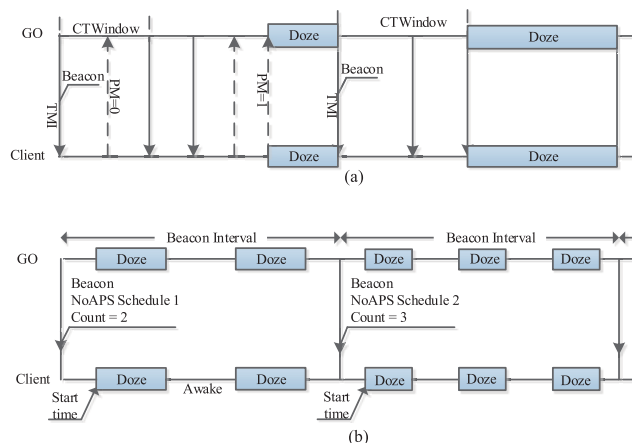 GO
CTWindow
Doze
CTWindow
Doze
Beacon
TMI
PM=0
PM=1
Beacon
TMI
Client
Doze
Doze
(a)
Beacon Interval
Beacon Interval
GO
Doze
Doze
Doze
Doze
Doze
Beacon
NoAPS Schedule 1
Count = 2
Beacon
NoAPS Schedule 2
Count = 3
Client
Doze
Awake
Doze
Doze
Doze
Doze
Start
time
Start
time
(b)